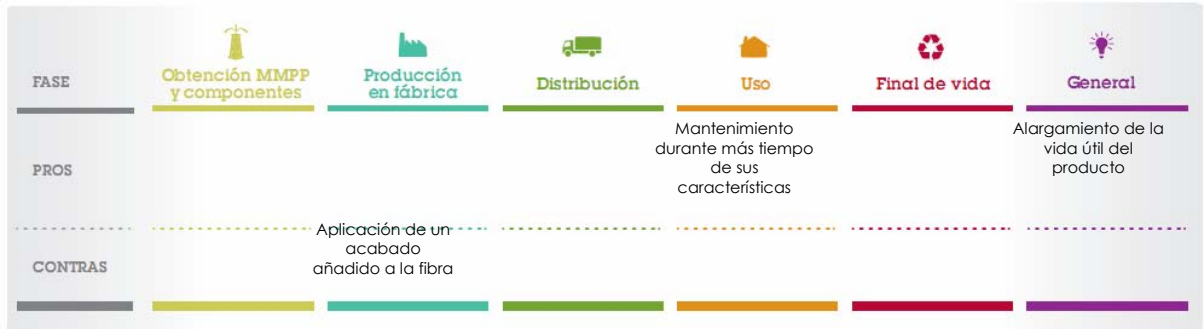 FASE
Obtención MMPP
y componentes
Producción
en fábrica
Distribución
Uso
Final de vida
General
PROS
Mantenimiento
durante más tiempo
de sus
características
Alargamiento de la
vida útil del
producto
CONTRAS
Aplicación de un
acabado
añadido a la fibra